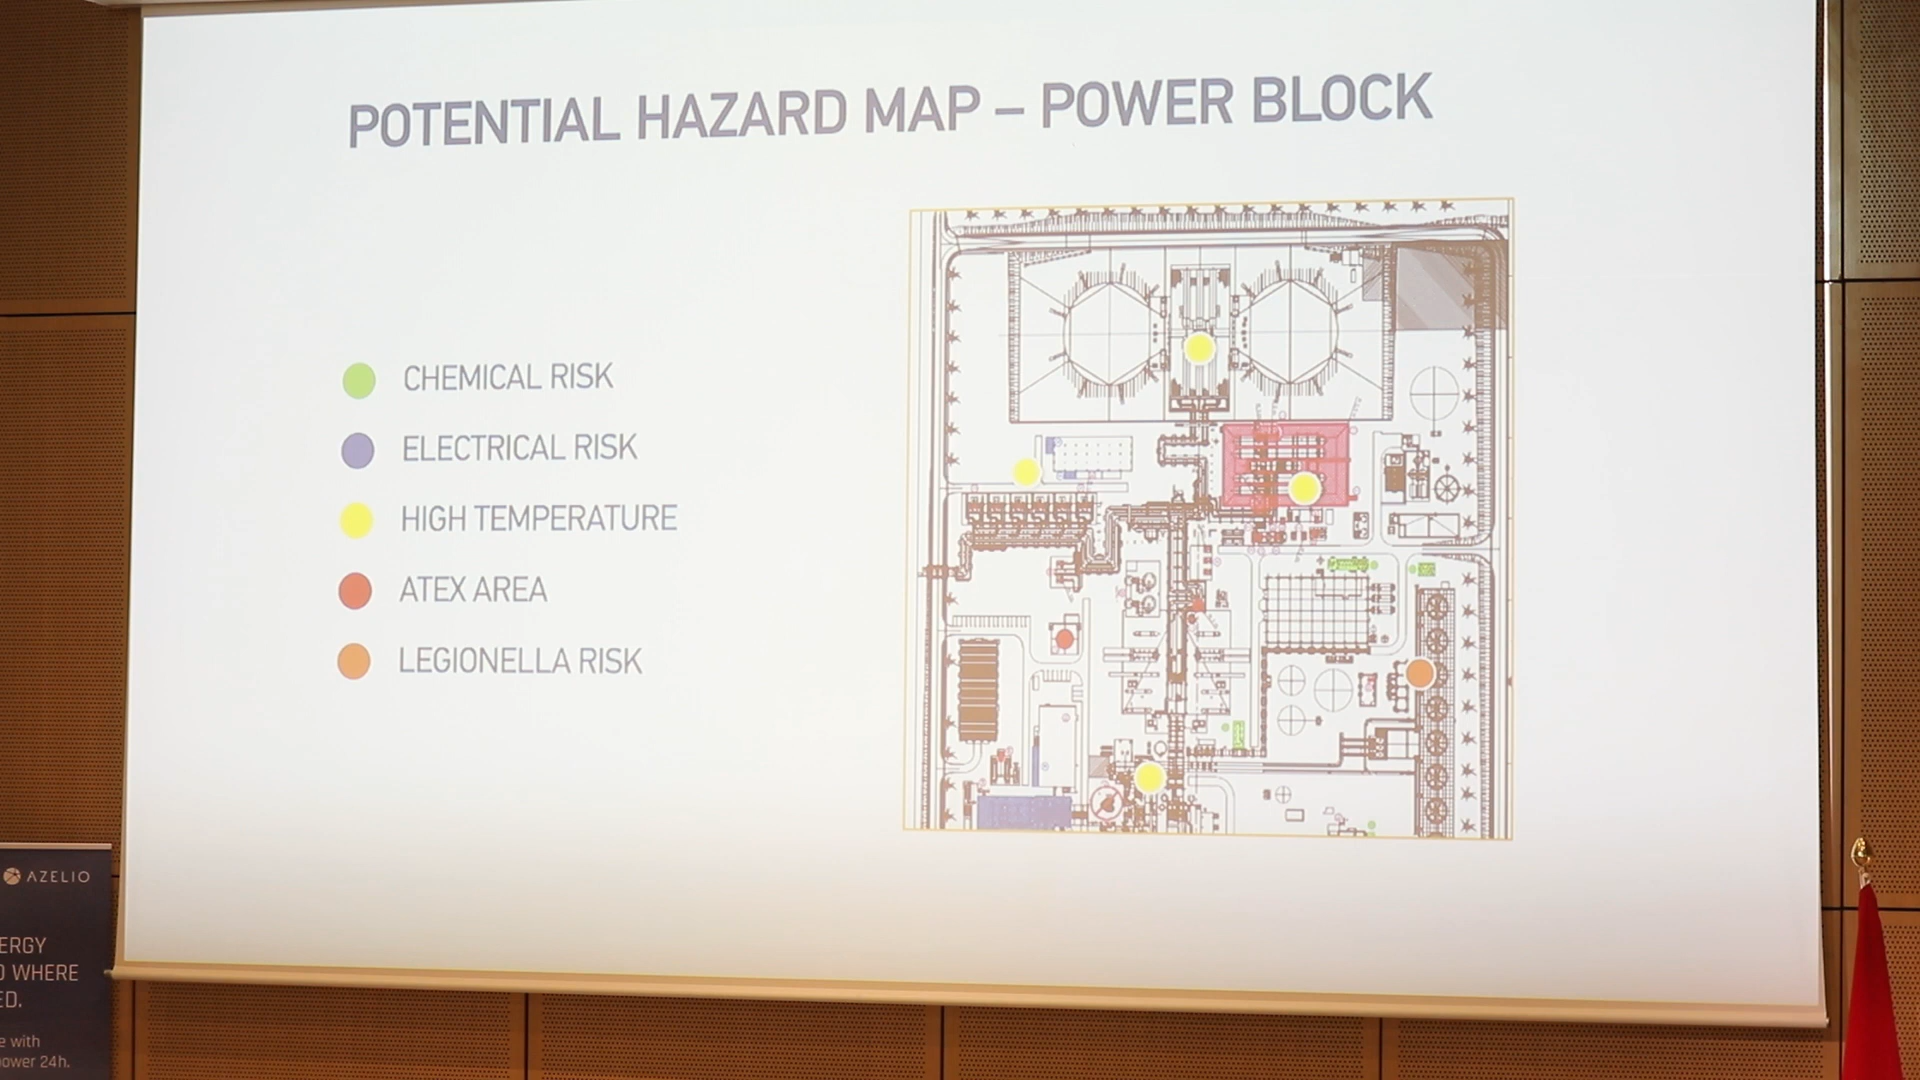 POTENTIAL HAZARD MAP – POWER BLOCK
CHEMICAL RISK
ELECTRICAL RISK
HIGH TEMPERATURE
ATEX AREA
LEGIONELLA RISK
AZELIO
ERGY
WHERE
ED.
e with
ower 24h.